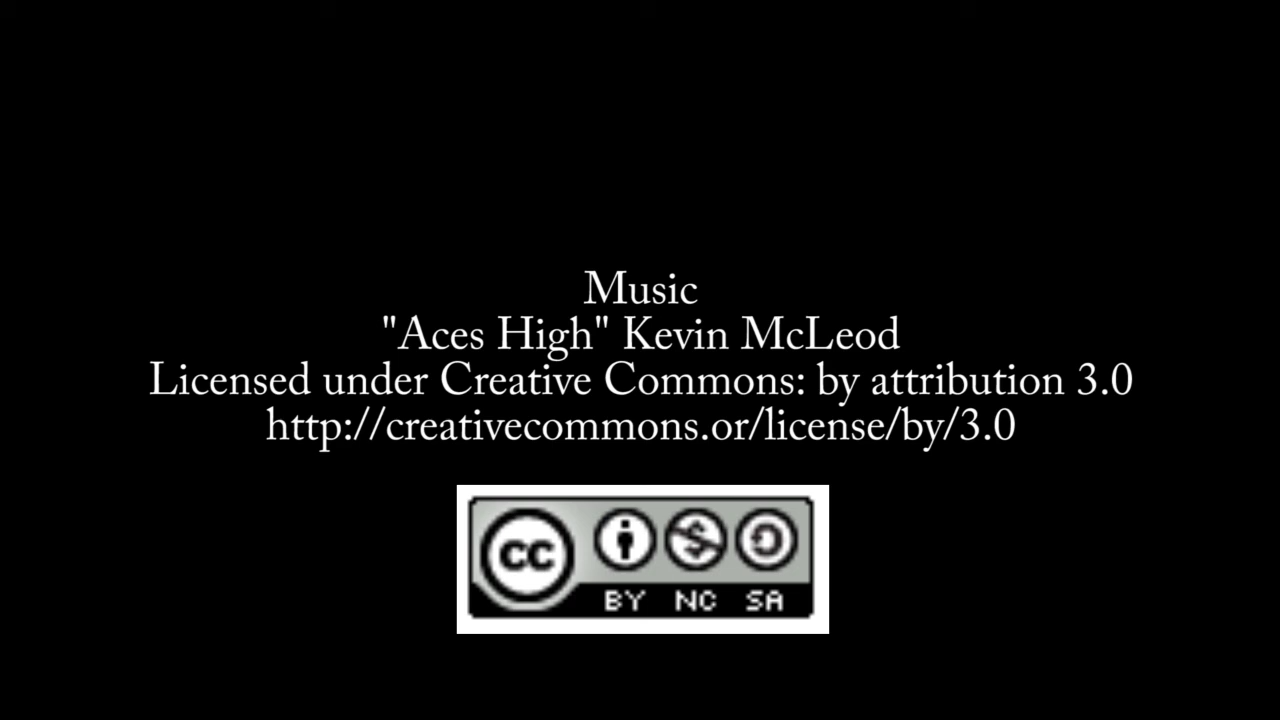 Music
"Aces High" Kevin McLeod
Licensed under Creative Commons: by attribution 3.0
http://creativecommons.or/license/by/3.0
CC
BY NC SA